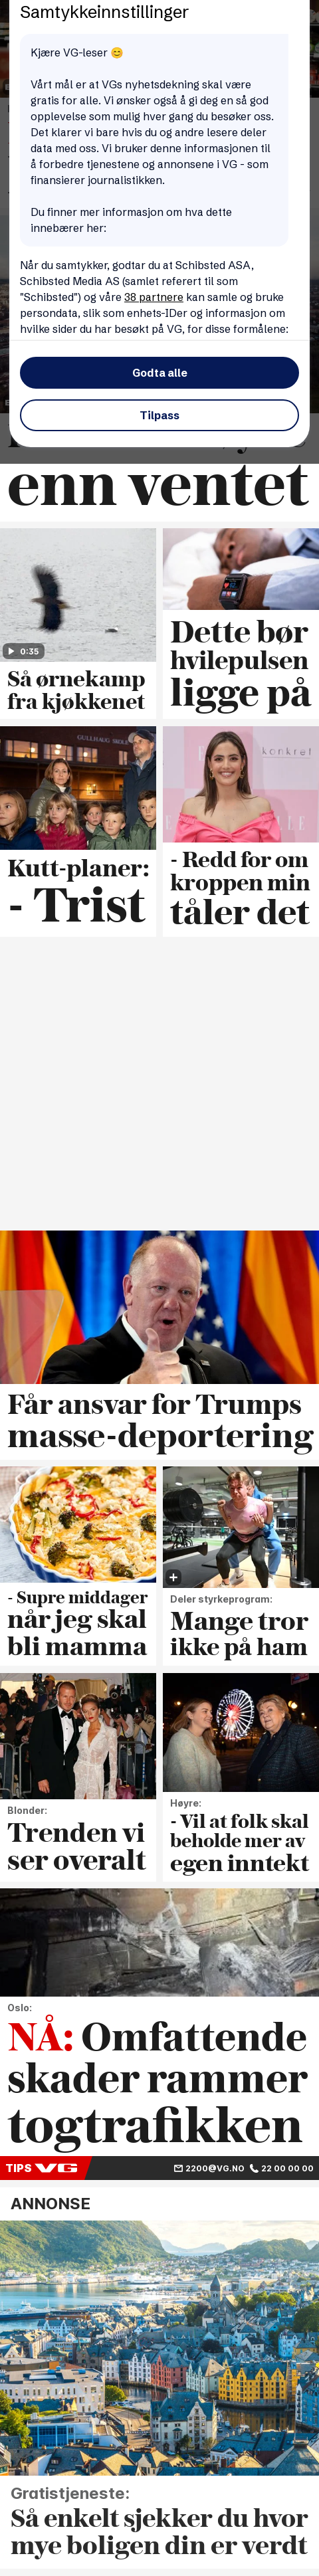 Samtykkeinnstillinger
Kjære VG-leser 😊
Vårt mål er at VGs nyhetsdekning skal være
gratis for alle. Vi ønsker også å gi deg en så god
opplevelse som mulig hver gang du besøker oss.
Det klarer vi bare hvis du og andre lesere deler
data med oss. Vi bruker denne informasjonen til
å forbedre tjenestene og annonsene i VG - som
finansierer journalistikken.
Du finner mer informasjon om hva dette
innebærer her:
Når du samtykker, godtar du at Schibsted ASA,
Schibsted Media AS (samlet referert til som
"Schibsted") og våre 38 partnere kan samle og bruke
persondata, slik som enhets-IDer og informasjon om
hvilke sider du har besøkt på VG, for disse formålene:
Godta alle
Tilpass
enn ventet
0:35
Så ørnekamp
fra kjøkkenet
Dette bør
hvilepulsen
ligge på
GULLHAUG SKOLE
Kutt-planer:
- Trist
konkret
ELLE
- Redd for om
kroppen min
tåler det
Får ansvar for Trumps
masse-deportering
- Supre middager
når jeg skal
bli mamma
Deler styrkeprogram:
Mange tror
ikke på ham
Blonder:
Trenden vi
ser overalt
Høyre:
- Vil at folk skal
beholde mer av
egen inntekt
Oslo:
NÅ: Omfattende
skader rammer
togtrafikken
TIPS VG 2200@VG.NO 22 00 00 00
ANNONSE
Gratistjeneste:
Så enkelt sjekker du hvor
mye boligen din er verdt